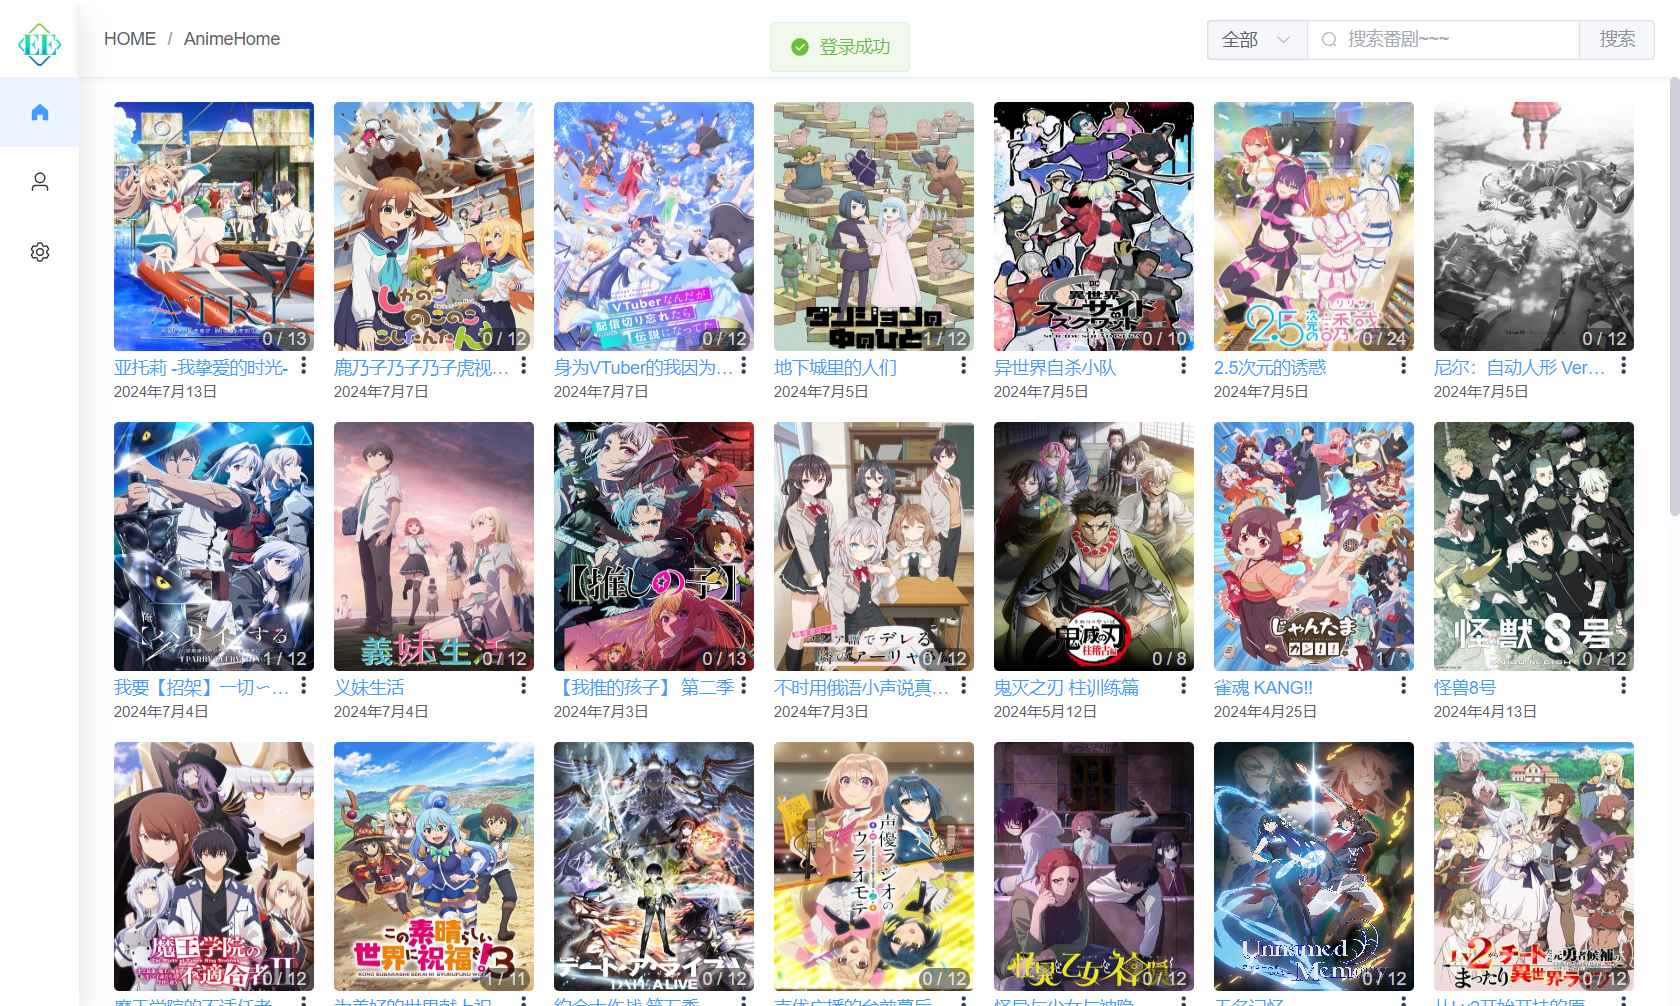 EE
HOME / AnimeHome
登录成功
全部
搜索番剧~~~
搜索
ATRI
0 / 13
亚托莉 -我挚爱的时光-
2024年7月13日
しかのこ
のこのこ
こしたんたん
0 / 12
鹿乃子乃子乃子虎视...
2024年7月7日
VTuberなんだが
配信切り忘れたら
伝説になってた
0 / 12
身为VTuber的我因为...
2024年7月7日
ダンジョンの
中のひと
1 / 12
地下城里的人们
2024年7月5日
DC
異世界
スーサイド
スクワッド
0 / 10
异世界自杀小队
2024年7月5日
2.5次元の誘惑
リリサ
0 / 24
2.5次元的诱惑
2024年7月5日
0 / 12
尼尔：自动人形 Ver...
2024年7月5日
パリイする
I PARRY EVERYTHING
1 / 12
我要【招架】一切∽...
2024年7月4日
義妹生活
0 / 12
义妹生活
2024年7月4日
【推しの子】
0 / 13
【我推的孩子】 第二季
2024年7月3日
ロシア語でデレる
隣のアーリャさん
0 / 12
不时用俄语小声说真...
2024年7月3日
鬼滅の刃
柱稽古編
0 / 8
鬼灭之刃 柱训练篇
2024年5月12日
じゃんたま
カン!!
1 / *
雀魂 KANG!!
2024年4月25日
怪獣8号
0 / 12
怪兽8号
2024年4月13日
魔王学院の
不適合者II
0 / 12
魔王学院的不适任者...
この素晴らしい
世界に祝福を!3
KONO SUBARASHII SEKAI NI SYUKUFUKU WO!
1 / 11
为美好的世界献上祝...
デート・ア・ライブV
DATE A LIVE
0 / 12
约会大作战 第五季
声優ラジオの
ウラオモテ
0 / 12
声优广播的台前幕后
怪異と乙女と神隠し
0 / 12
怪异与少女与神隐
Unnamed
Memory
0 / 12
无名记忆
Lv2からチートだった元勇者候補の
まったり異世界ライフ
0 / 12
从Lv2开始开挂的原...